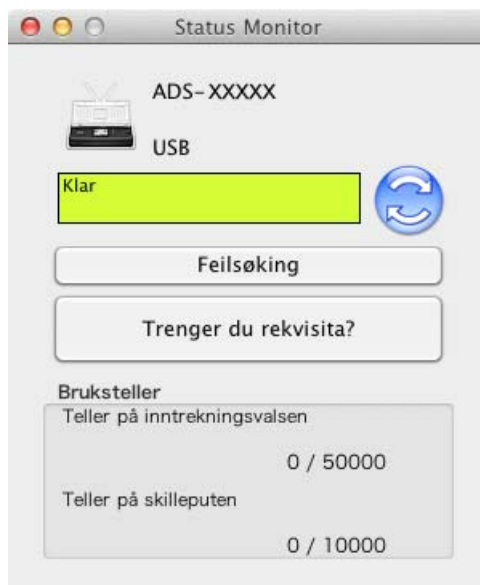 Status Monitor
ADS-XXXXX
USB
Klar
Feilsøking
Trenger du rekvisita?
Bruksteller
Teller på inntrekningsvalsen
0 / 50000
Teller på skilleputen
0 / 10000